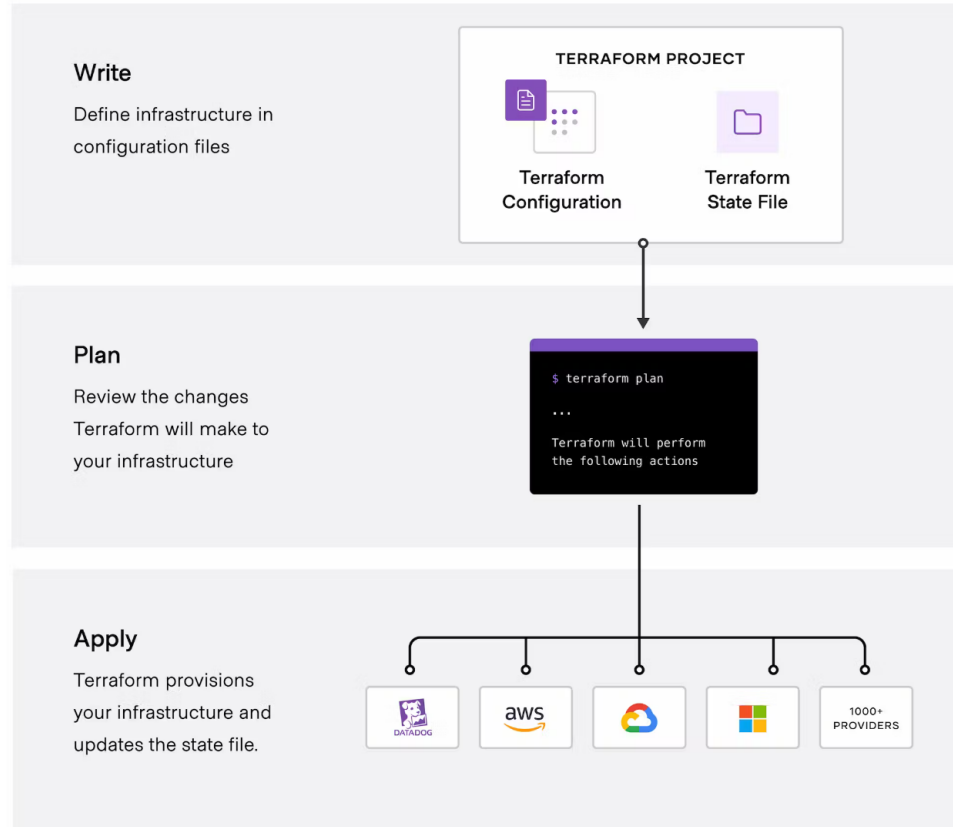 Write
Define infrastructure in
configuration files
TERRAFORM PROJECT
Terraform
Configuration
Terraform
State File
Plan
Review the changes
Terraform will make to
your infrastructure
$ terraform plan
...
Terraform will perform
the following actions
Apply
Terraform provisions
your infrastructure and
updates the state file.
DATADOG
aws
1000+
PROVIDERS